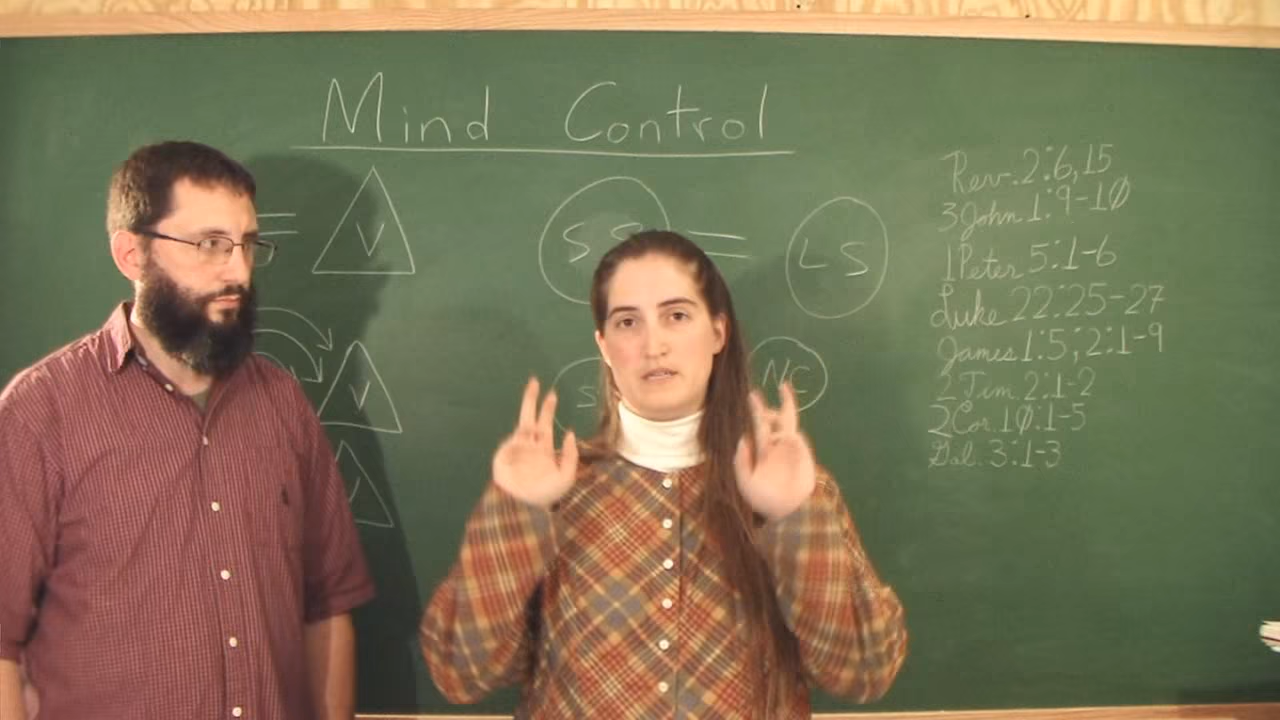 Mind Control
= V
SS = LS
V
S NC
V
Rev. 2:6,15
3John 1:9-10
1Peter 5:1-6
Luke 22:25-27
James 1:5; 2:1-9
2Tim. 2:1-2
2Cor. 10:1-5
Gal. 3:1-3